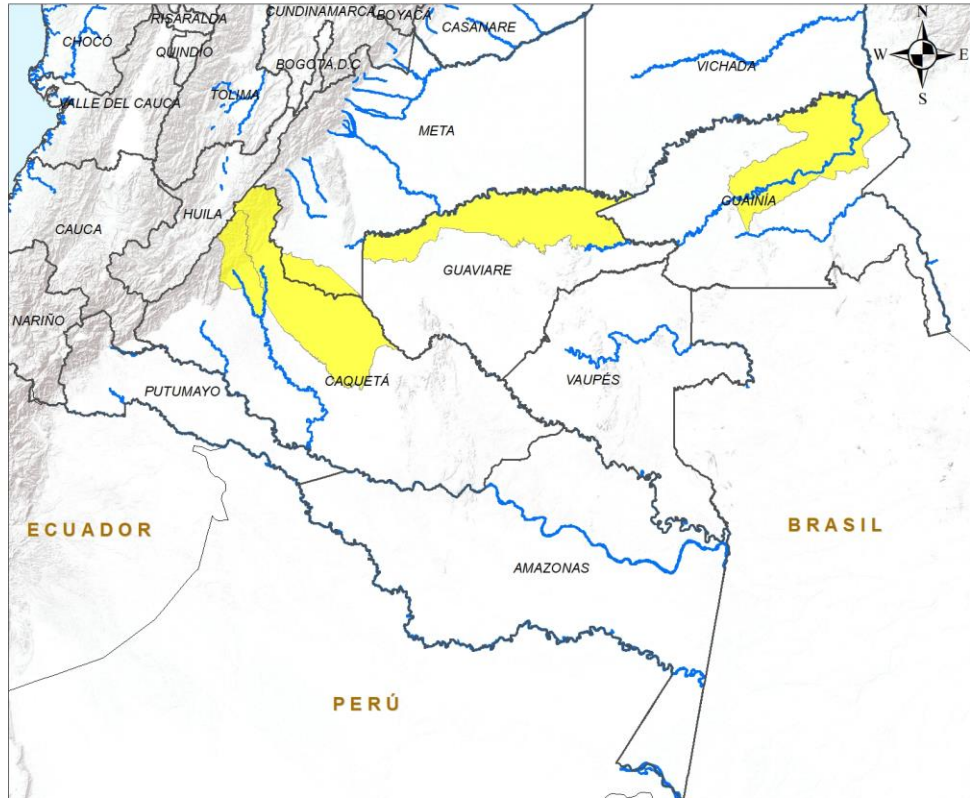 CUNDINAMARCA
BOYACÁ
RISARALDA
CASANARE
N
CHOCÓ
QUINDIO
BOGOTÁ,D.C
W
E
VICHADA
TOLIMA
VALLE DEL CAUCA
S
META
GUAINÍA
HUILA
CAUCA
GUAVIARE
NARIÑO
CAQUETÁ
VAUPÉS
PUTUMAYO
ECUADOR
BRASIL
AMAZONAS
PERÚ